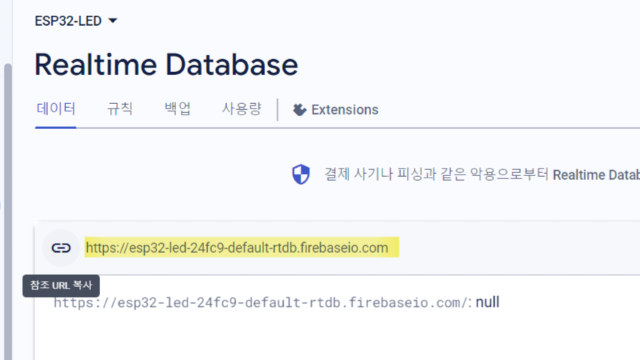 ESP32-LED
Realtime Database
데이터 규칙 백업 사용량 Extensions
결제 사기나 피싱과 같은 악용으로부터 Realtime Datab
https://esp32-led-24fc9-default-rtdb.firebaseio.com
참조 URL 복사
https://esp32-led-24fc9-default-rtdb.firebaseio.com/: null